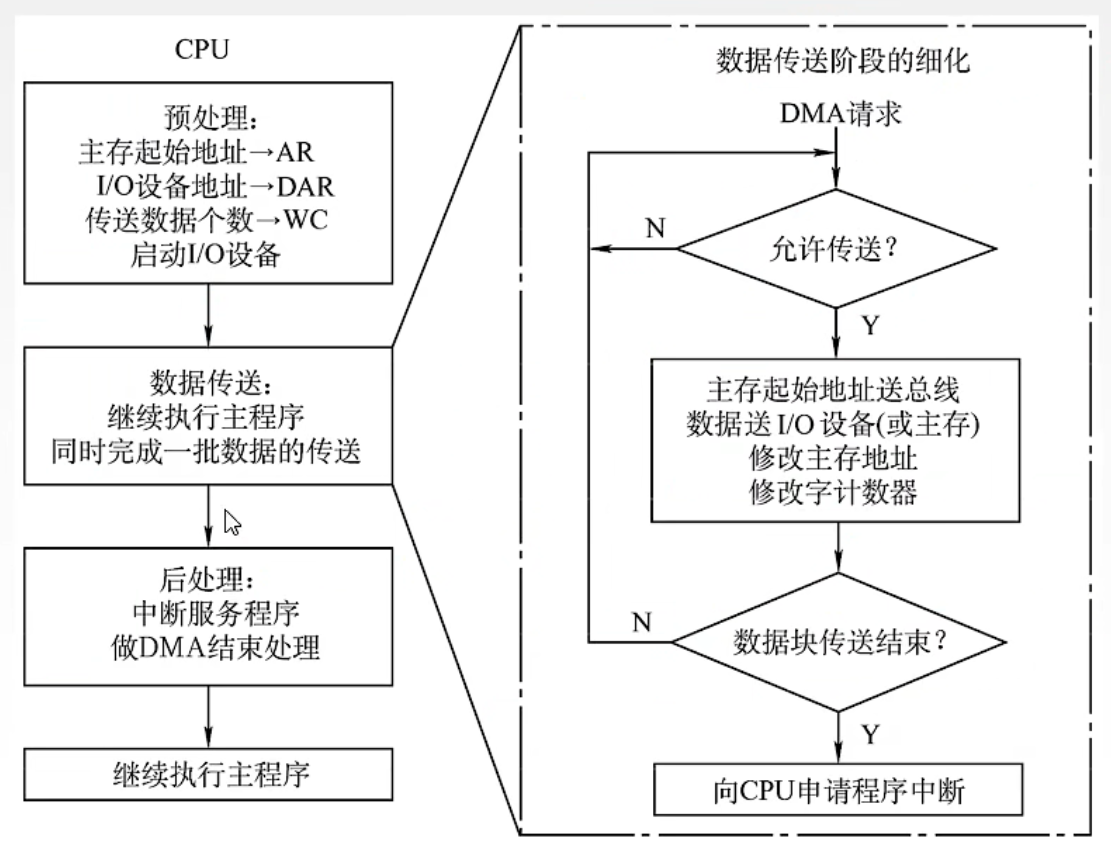 CPU
预处理：
主存起始地址→AR
I/O设备地址→DAR
传送数据个数→WC
启动I/O设备
数据传送：
继续执行主程序
同时完成一批数据的传送
后处理：
中断服务程序
做DMA结束处理
继续执行主程序
数据传送阶段的细化
DMA请求
允许传送？
N
Y
主存起始地址送总线
数据送 I/O 设备(或主存)
修改主存地址
修改字计数器
数据块传送结束？
N
Y
向CPU申请程序中断